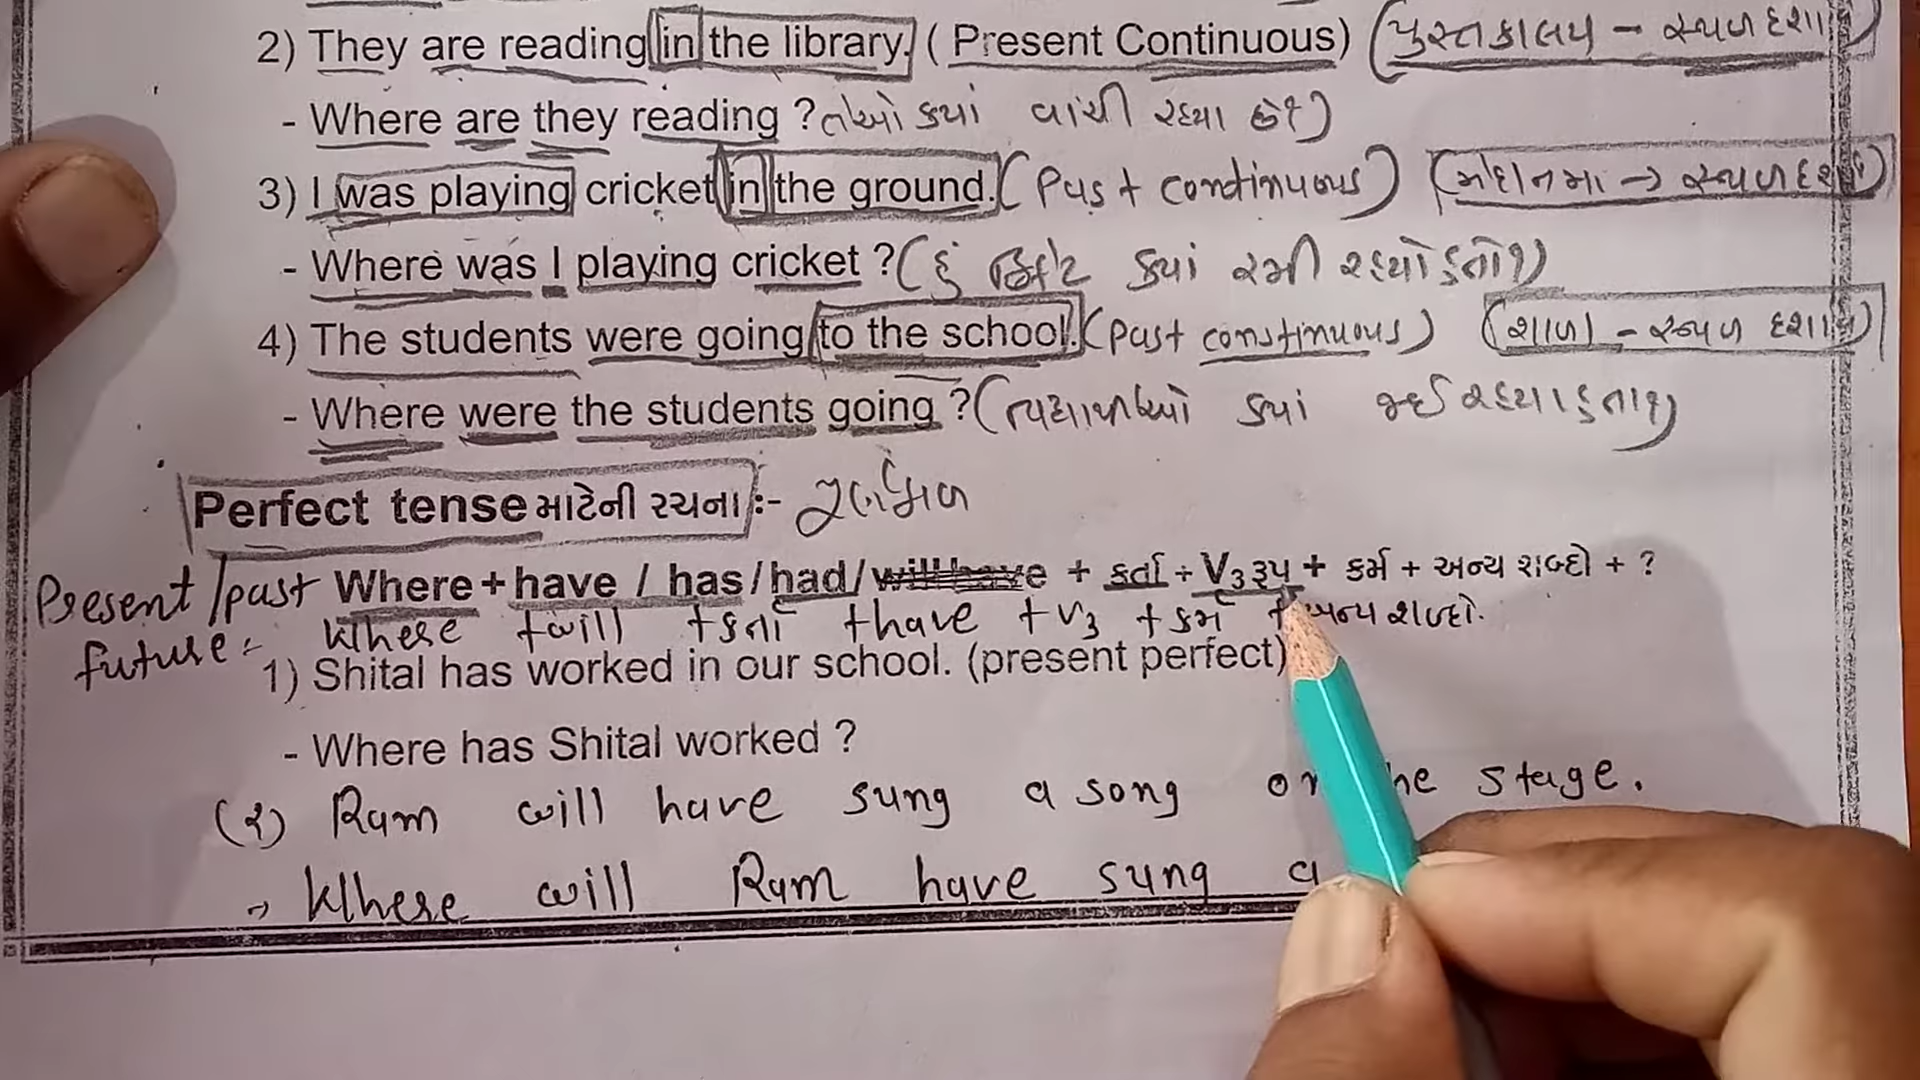 2) They are reading in the library. ( Present Continuous) (પુસ્તકાલય - સ્થળ દર્શાવે)
- Where are they reading ? તેઓ ક્યાં વાંચી રહ્યા છે?)
3) I was playing cricket in the ground. (Past continuous) (મેદાનમાં → સ્થળ દર્શાવે)
- Where was I playing cricket ? (હું ક્રિકેટ ક્યાં રમી રહ્યો હતો?)
4) The students were going to the school. (Past constinuous) (શાળા - સ્થળ દર્શાવે)
- Where were the students going ? ( ક્યાં જઈ રહ્યા હતા?)
Perfect tense માટેની રચના :- પૂર્ણકાળ
Present / past Where + have / has / had / will have + કર્તા + V3 રૂપ + કર્મ + અન્ય શબ્દો + ?
future :- Where + will + કર્તા + have + V3 + કર્મ + અન્ય શબ્દો.
1) Shital has worked in our school. (present perfect)
- Where has Shital worked ?
(૨) Ram will have sung a song on the stage.
→ Where will Ram have sung a